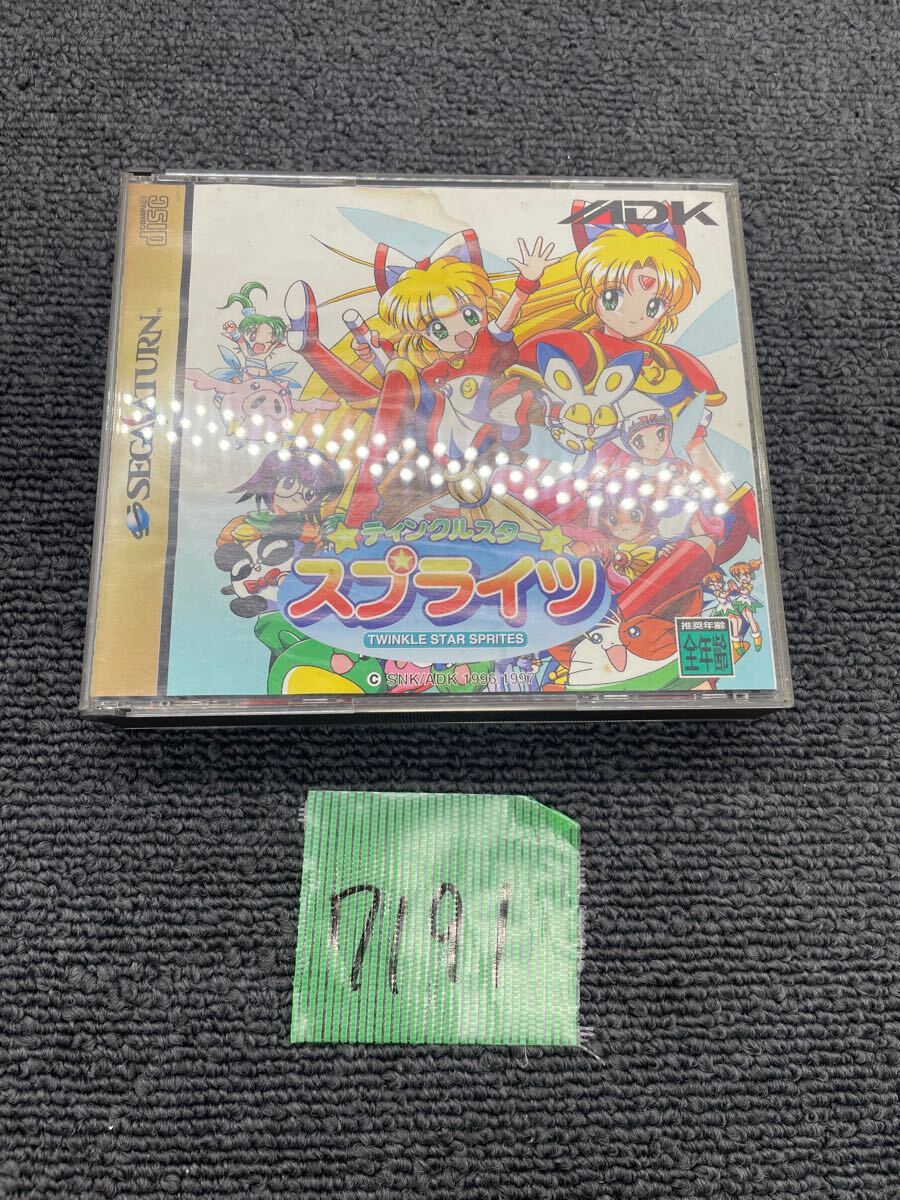 COMPACT
disc
SEGA SATURN™
ADK
ティンクルスター
スプライツ
TWINKLE STAR SPRITES
© SNK/ADK 1996,1997
推奨年齢
全年齢
7191